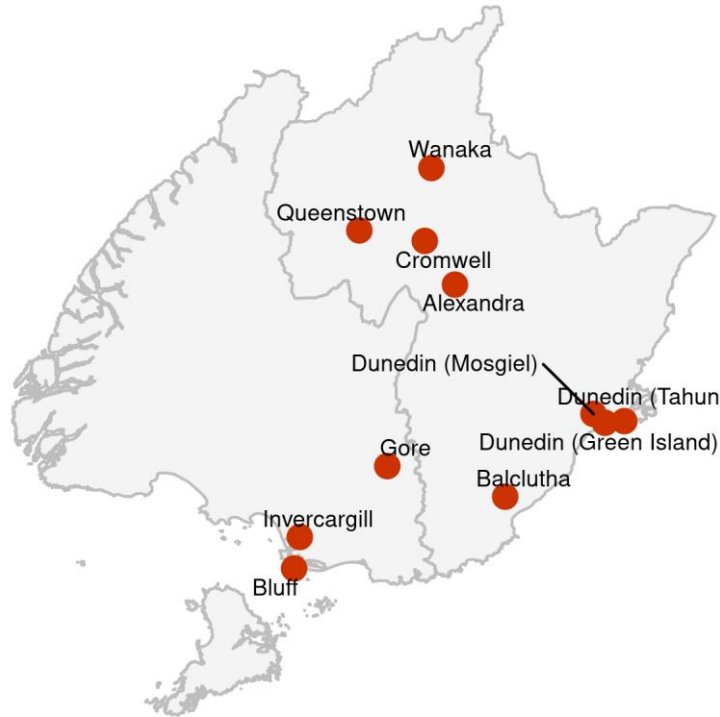 Wanaka
Queenstown
Cromwell
Alexandra
Dunedin (Mosgiel)
Dunedin (Tahun
Dunedin (Green Island)
Gore
Balclutha
Invercargill
Bluff